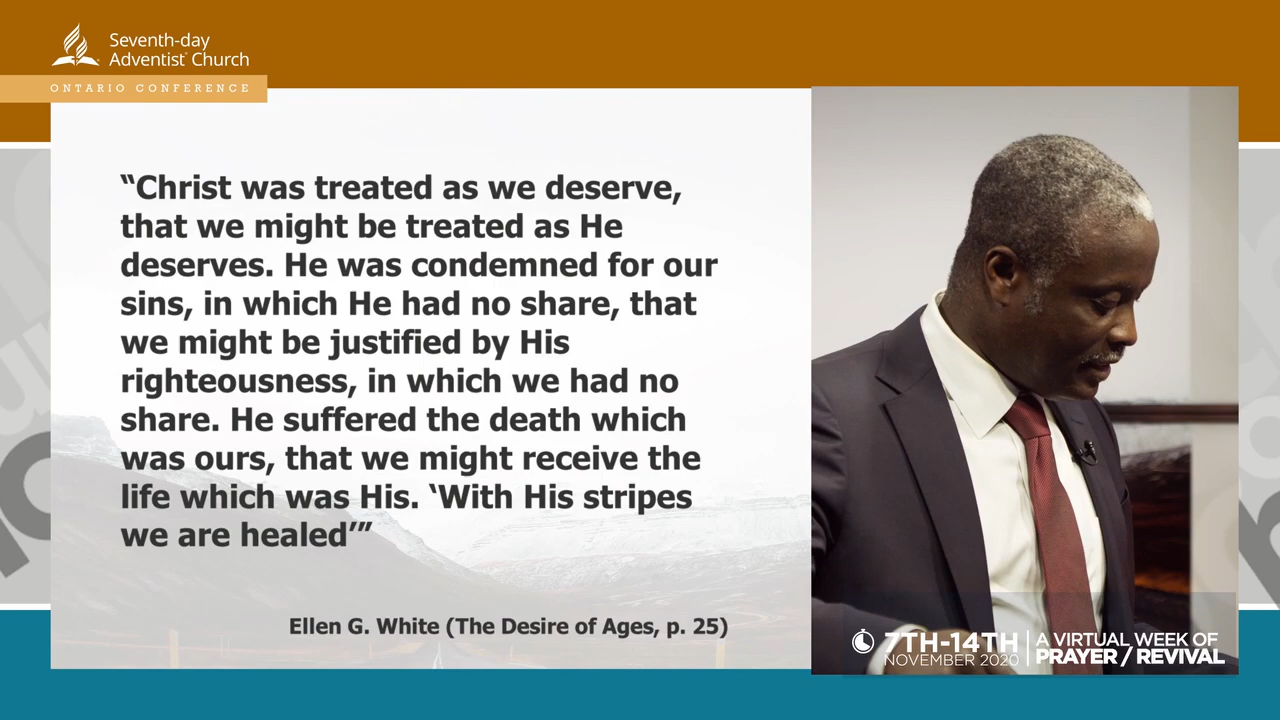 Seventh-day
Adventist® Church
ONTARIO CONFERENCE
“Christ was treated as we deserve,
that we might be treated as He
deserves. He was condemned for our
sins, in which He had no share, that
we might be justified by His
righteousness, in which we had no
share. He suffered the death which
was ours, that we might receive the
life which was His. ‘With His stripes
we are healed’”
Ellen G. White (The Desire of Ages, p. 25)
7TH-14TH
NOVEMBER 2020
A VIRTUAL WEEK OF
PRAYER / REVIVAL